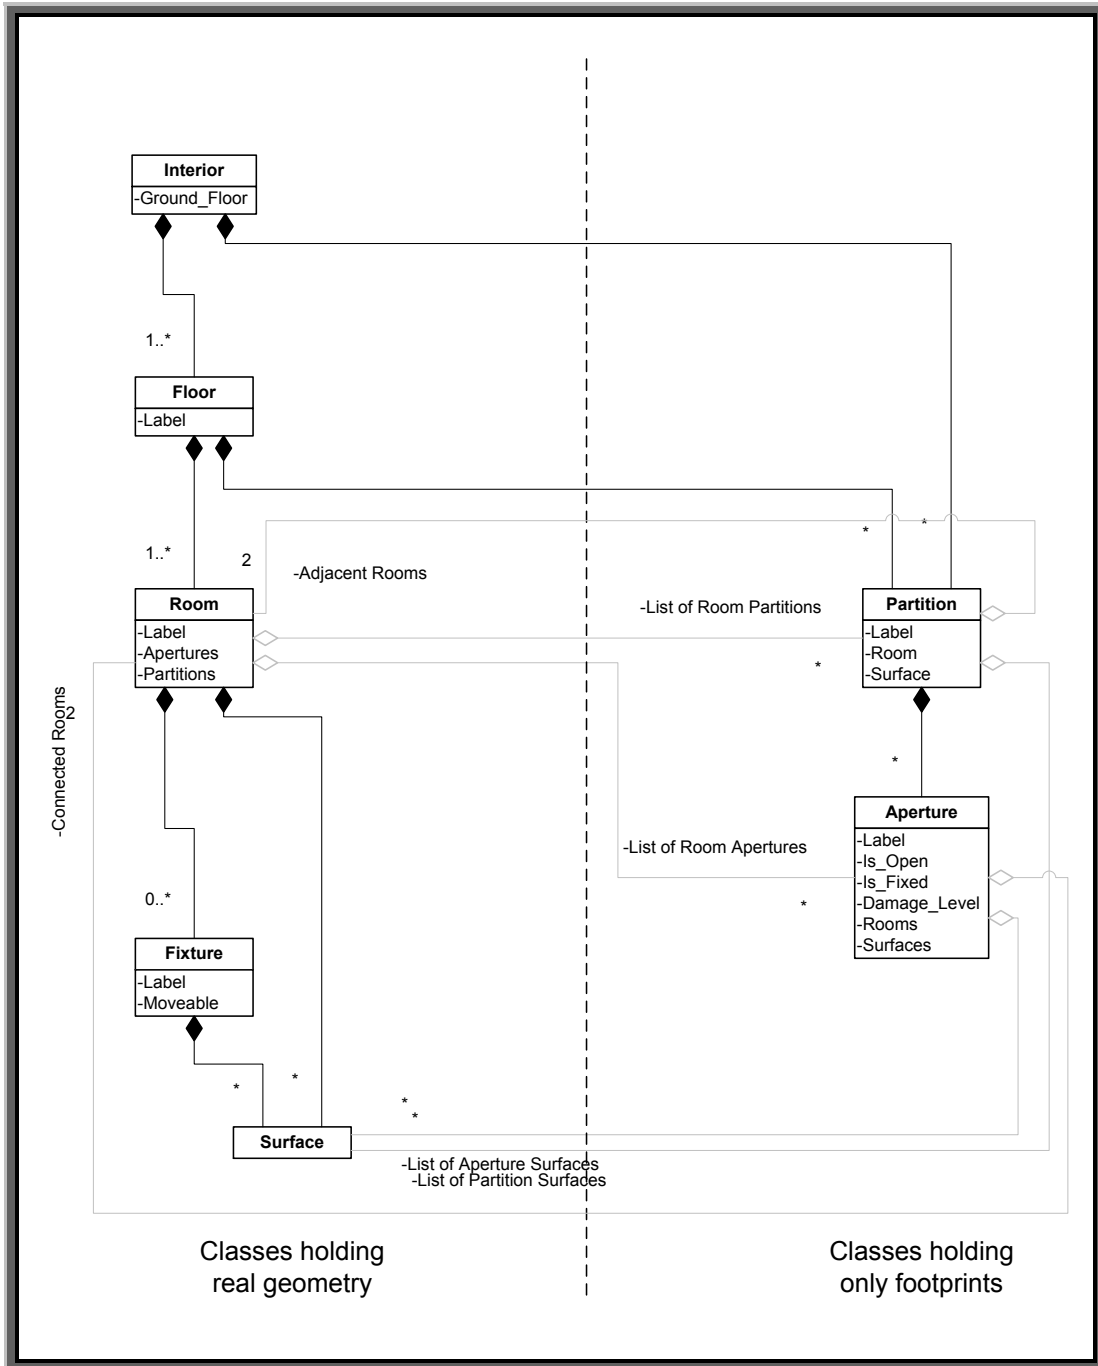 Interior
-Ground_Floor
1..*
Floor
-Label
*
*
1..*
2
-Adjacent Rooms
Room
-Label
-Apertures
-Partitions
-List of Room Partitions
*
Partition
-Label
-Room
-Surface
-Connected Rooms
2
*
Aperture
-Label
-Is_Open
-Is_Fixed
-Damage_Level
-Rooms
-Surfaces
-List of Room Apertures
*
0..*
Fixture
-Label
-Moveable
*
*
*
*
Surface
-List of Aperture Surfaces
-List of Partition Surfaces
Classes holding
real geometry
Classes holding
only footprints